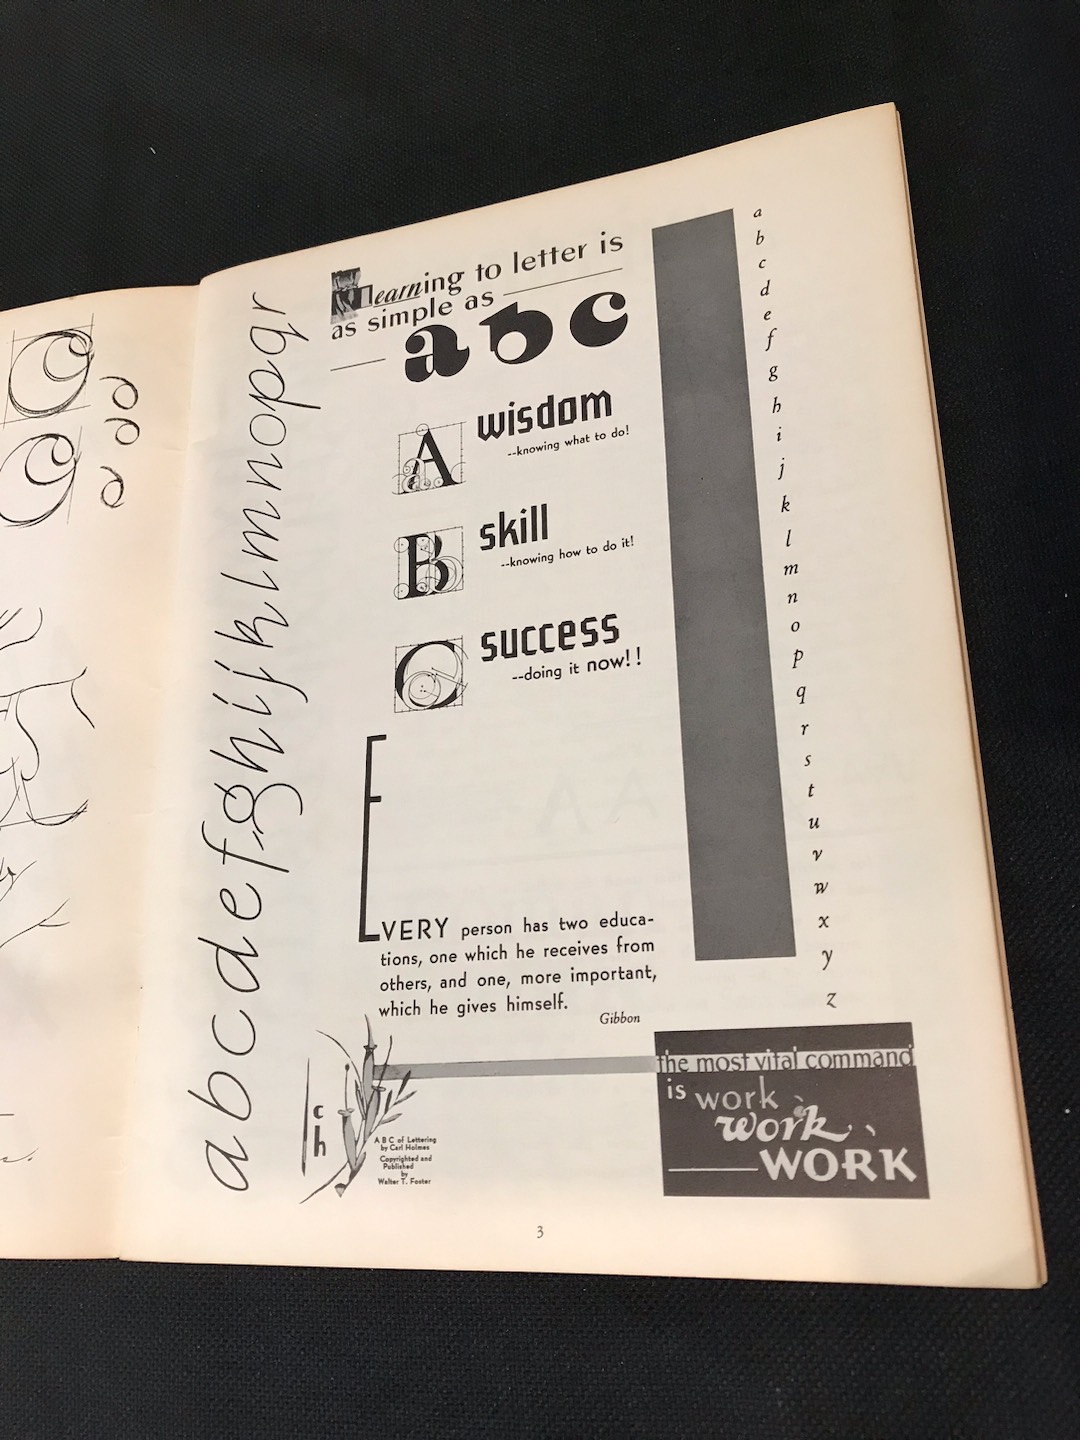 learning to letter is
as simple as
abc
A wisdom
--knowing what to do!
B skill
--knowing how to do it!
C success
--doing it now!!
EVERY person has two educa-
tions, one which he receives from
others, and one, more important,
which he gives himself.
Gibbon
abcdefghijklmnopqr
a
b
c
d
e
f
g
h
i
j
k
l
m
n
o
p
q
r
s
t
u
v
w
x
y
z
the most vital command
is work
work
WORK
c
h
A B C of Lettering
by Carl Holmes
Copyrighted and
Published
by
Walter T. Foster
3